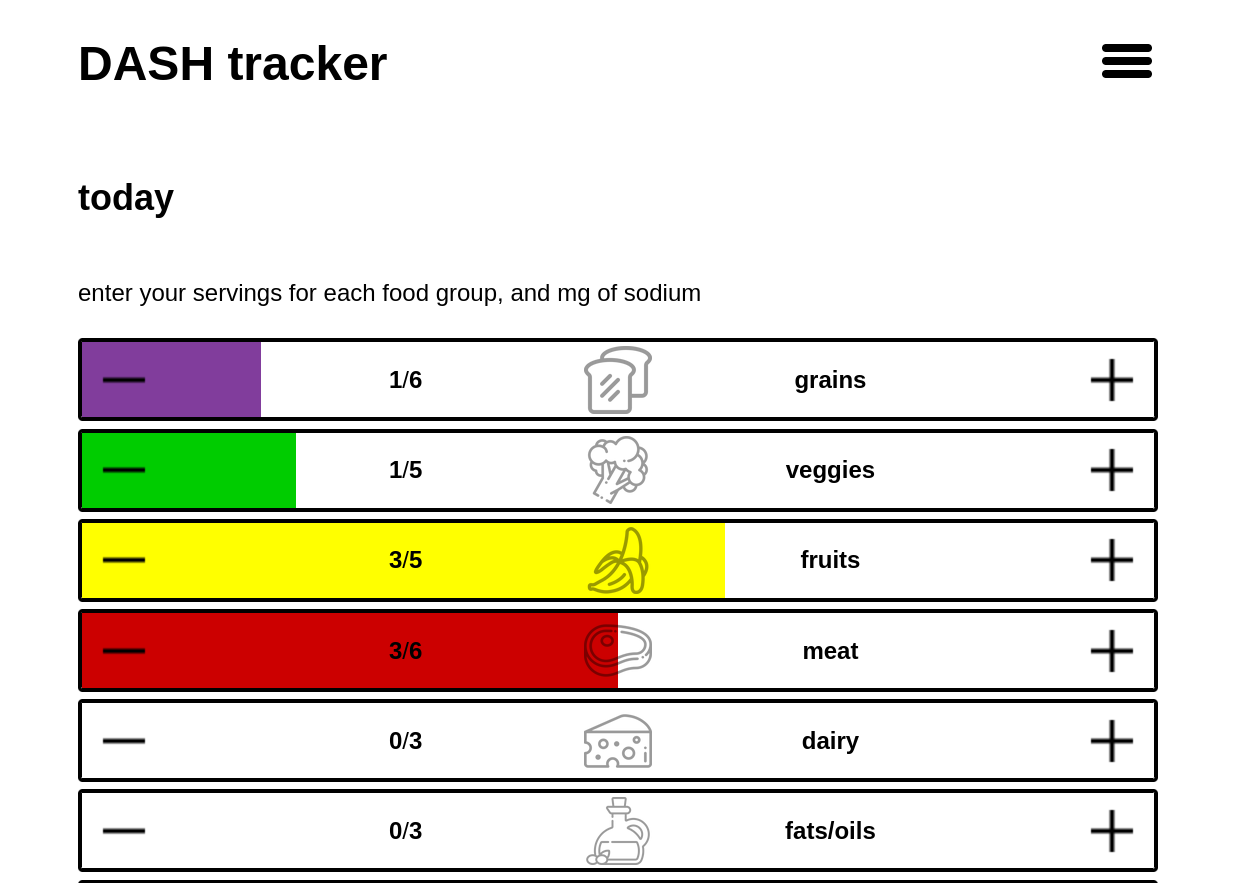 DASH tracker
today
enter your servings for each food group, and mg of sodium
1/6 grains
1/5 veggies
3/5 fruits
3/6 meat
0/3 dairy
0/3 fats/oils